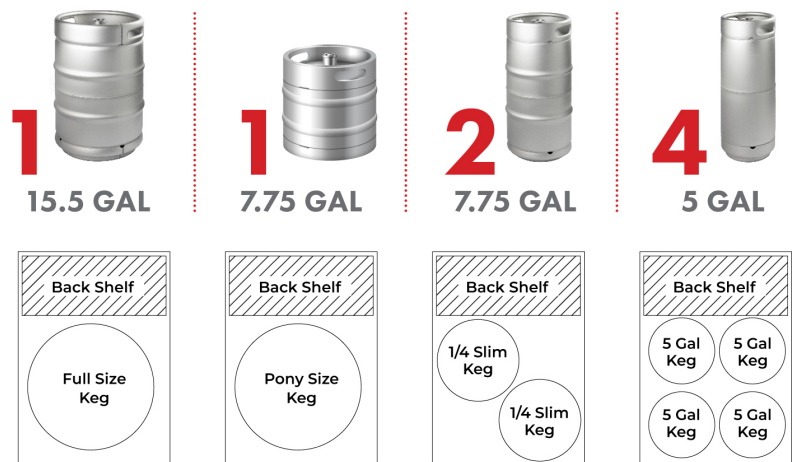 1
15.5 GAL
1
7.75 GAL
2
7.75 GAL
4
5 GAL
Back Shelf
Full Size
Keg
Back Shelf
Pony Size
Keg
Back Shelf
1/4 Slim
Keg
1/4 Slim
Keg
Back Shelf
5 Gal
Keg
5 Gal
Keg
5 Gal
Keg
5 Gal
Keg